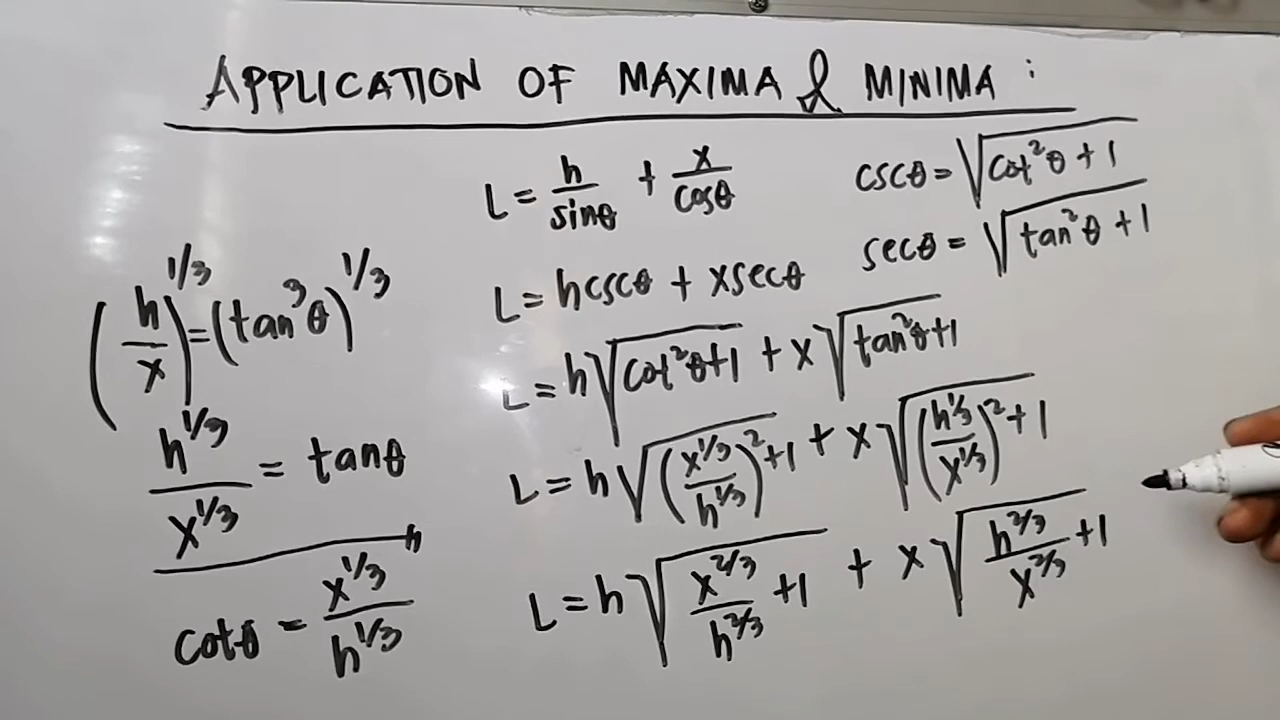 APPLICATION OF MAXIMA & MINIMA :
L = h/sinθ + x/cosθ
cscθ = √(cot²θ + 1)
secθ = √(tan²θ + 1)
L = hcscθ + xsecθ
L = h√(cot²θ+1) + x√(tan²θ+1)
L = h√((x^1/3/h^1/3)²+1) + x√((h^1/3/x^1/3)²+1)
L = h√(x^2/3/h^2/3 + 1) + x√(h^2/3/x^2/3 + 1)
(h/x)^1/3 = (tan³θ)^1/3
h^1/3/x^1/3 = tanθ
cotθ = x^1/3/h^1/3